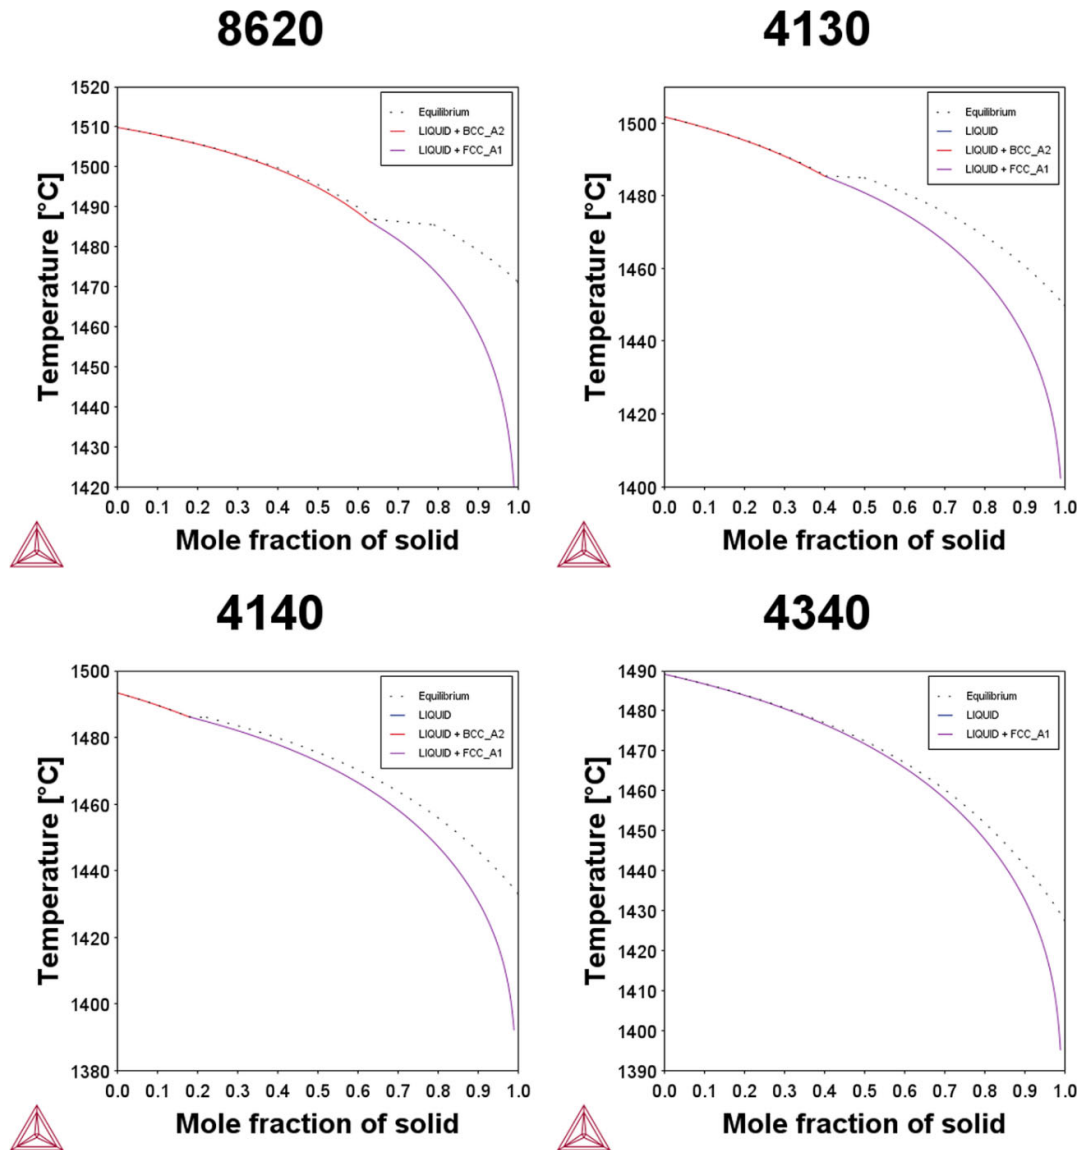 8620
1520
1510
1500
1490
1480
1470
1460
1450
1440
1430
1420
Temperature [°C]
Equilibrium
LIQUID + BCC_A2
LIQUID + FCC_A1
0.0 0.1 0.2 0.3 0.4 0.5 0.6 0.7 0.8 0.9 1.0
Mole fraction of solid
4130
1500
1480
1460
1440
1420
1400
Temperature [°C]
Equilibrium
LIQUID
LIQUID + BCC_A2
LIQUID + FCC_A1
0.0 0.1 0.2 0.3 0.4 0.5 0.6 0.7 0.8 0.9 1.0
Mole fraction of solid
4140
1500
1480
1460
1440
1420
1400
1380
Temperature [°C]
Equilibrium
LIQUID
LIQUID + BCC_A2
LIQUID + FCC_A1
0.0 0.1 0.2 0.3 0.4 0.5 0.6 0.7 0.8 0.9 1.0
Mole fraction of solid
4340
1490
1480
1470
1460
1450
1440
1430
1420
1410
1400
1390
Temperature [°C]
Equilibrium
LIQUID
LIQUID + FCC_A1
0.0 0.1 0.2 0.3 0.4 0.5 0.6 0.7 0.8 0.9 1.0
Mole fraction of solid